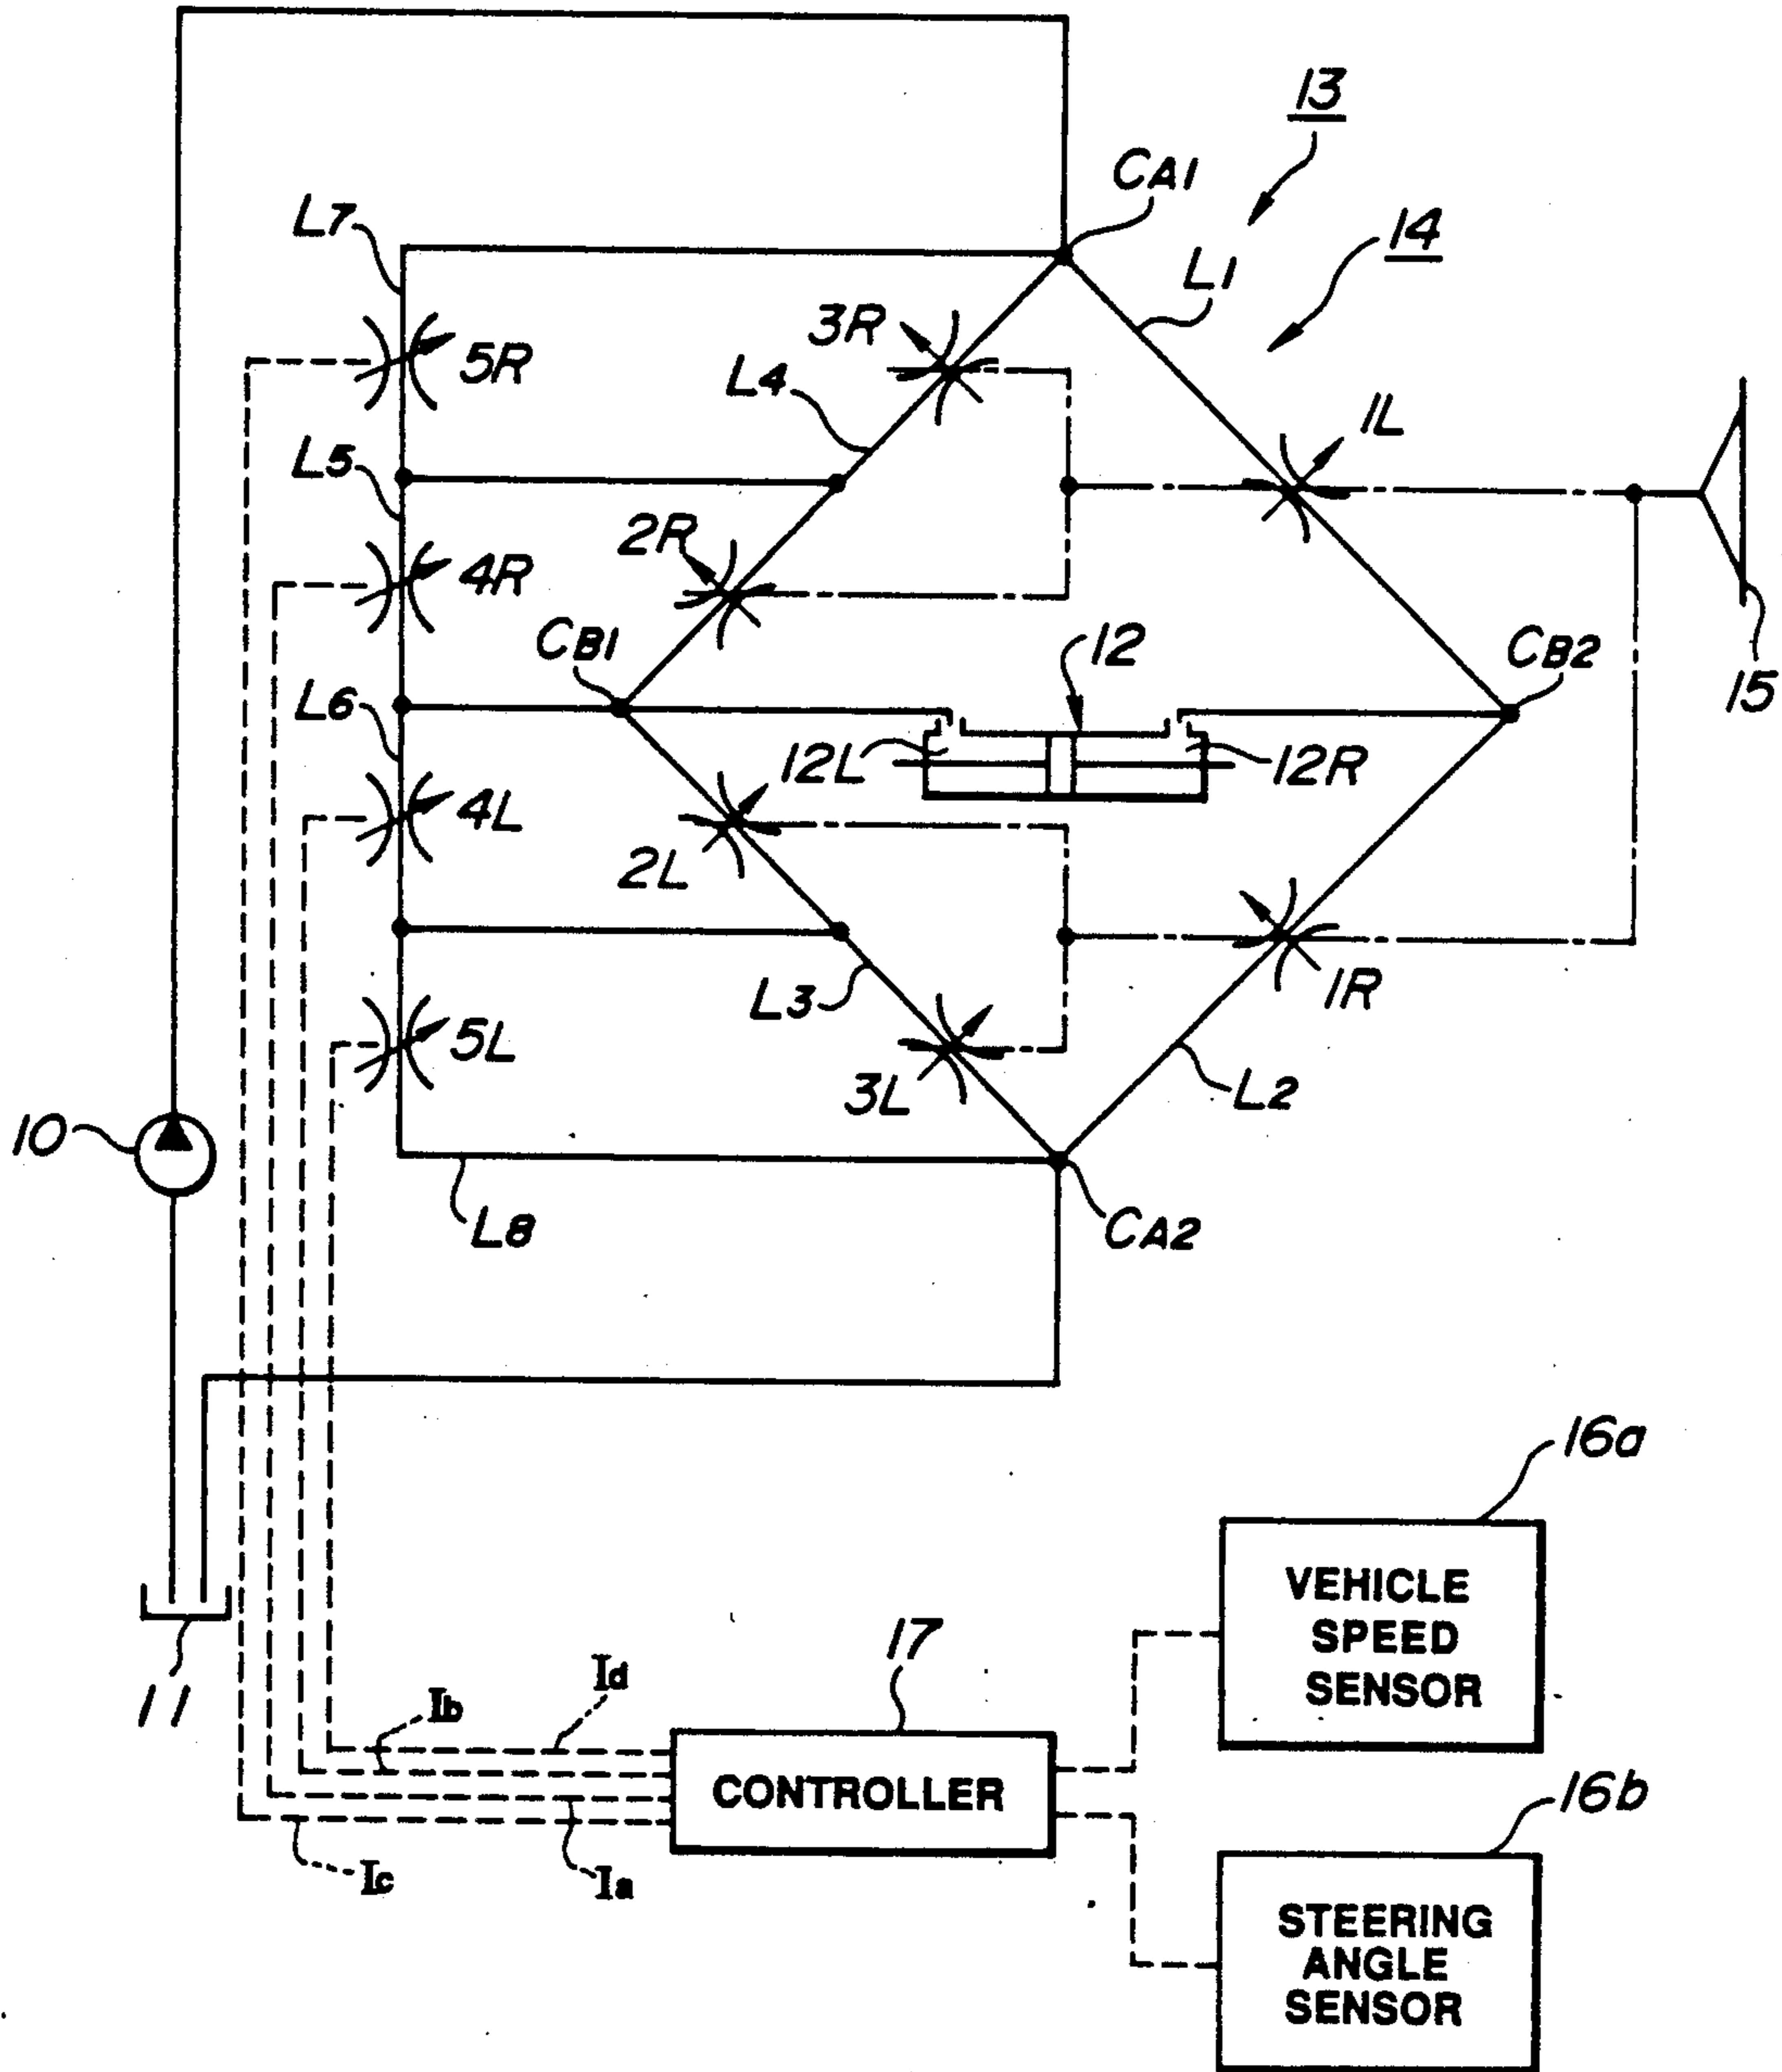 13
CA1
L7
14
L1
3R
5R
L4
1L
L5
2R
4R
CB1
12
CB2
L6
15
12L
12R
4L
2L
L3
1R
5L
3L
L2
10
L8
CA2
16a
VEHICLE
SPEED
SENSOR
17
11
Id
Ib
CONTROLLER
16b
Ic
Ia
STEERING
ANGLE
SENSOR